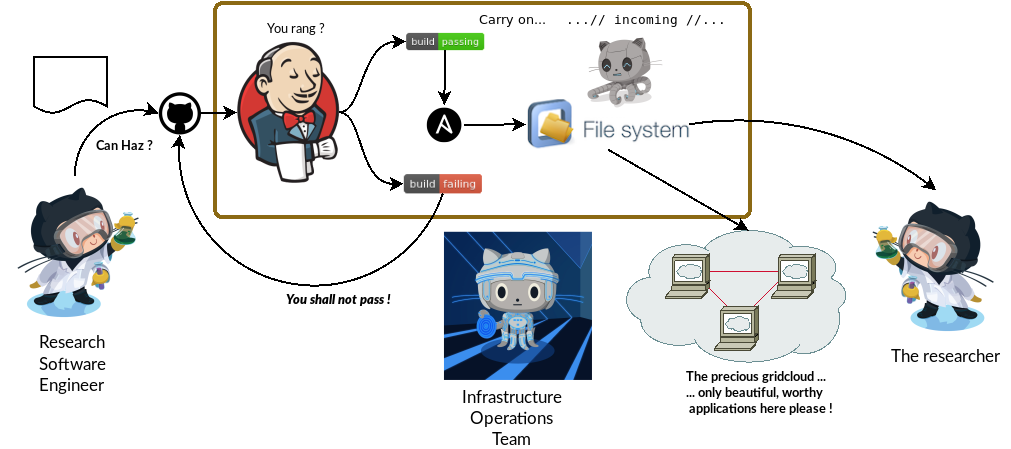 Carry on...    ...// incoming //...
You rang ?
build passing
Can Haz ?
File system
build failing
You shall not pass !
Research
Software
Engineer
Infrastructure
Operations
Team
The precious gridcloud ...
... only beautiful, worthy
applications here please !
The researcher